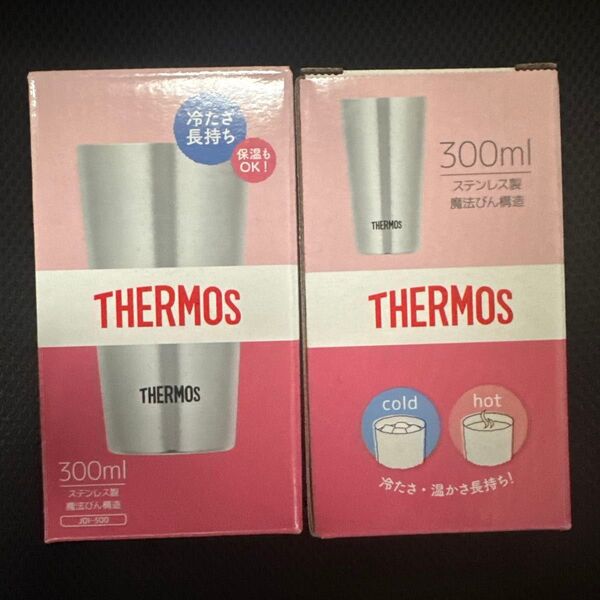 冷たさ
長持ち
保温も
OK!
THERMOS
THERMOS
300ml
ステンレス製
魔法びん構造
JDI-300
300ml
ステンレス製
魔法びん構造
THERMOS
THERMOS
cold
hot
冷たさ・温かさ長持ち!